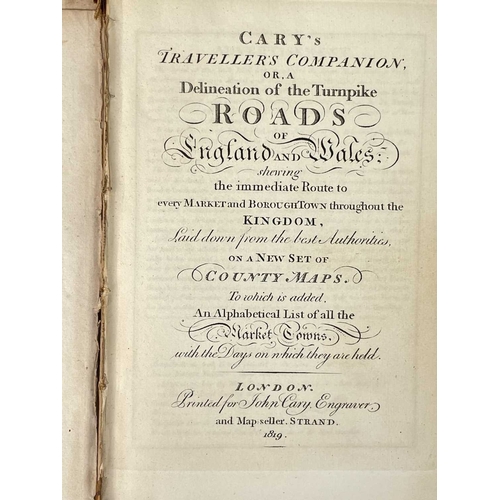 CARY'S
TRAVELLER'S COMPANION,
OR, A
Delineation of the Turnpike
ROADS
OF
England AND Wales;
shewing
the immediate Route to
every MARKET and BOROUGH TOWN throughout the
KINGDOM,
Laid down from the best Authorities,
ON A NEW SET OF
COUNTY MAPS.
To which is added,
An Alphabetical List of all the
Market Towns,
with the Days on which they are held.
LONDON.
Printed for John Cary, Engraver,
and Map-seller. STRAND.
1819.